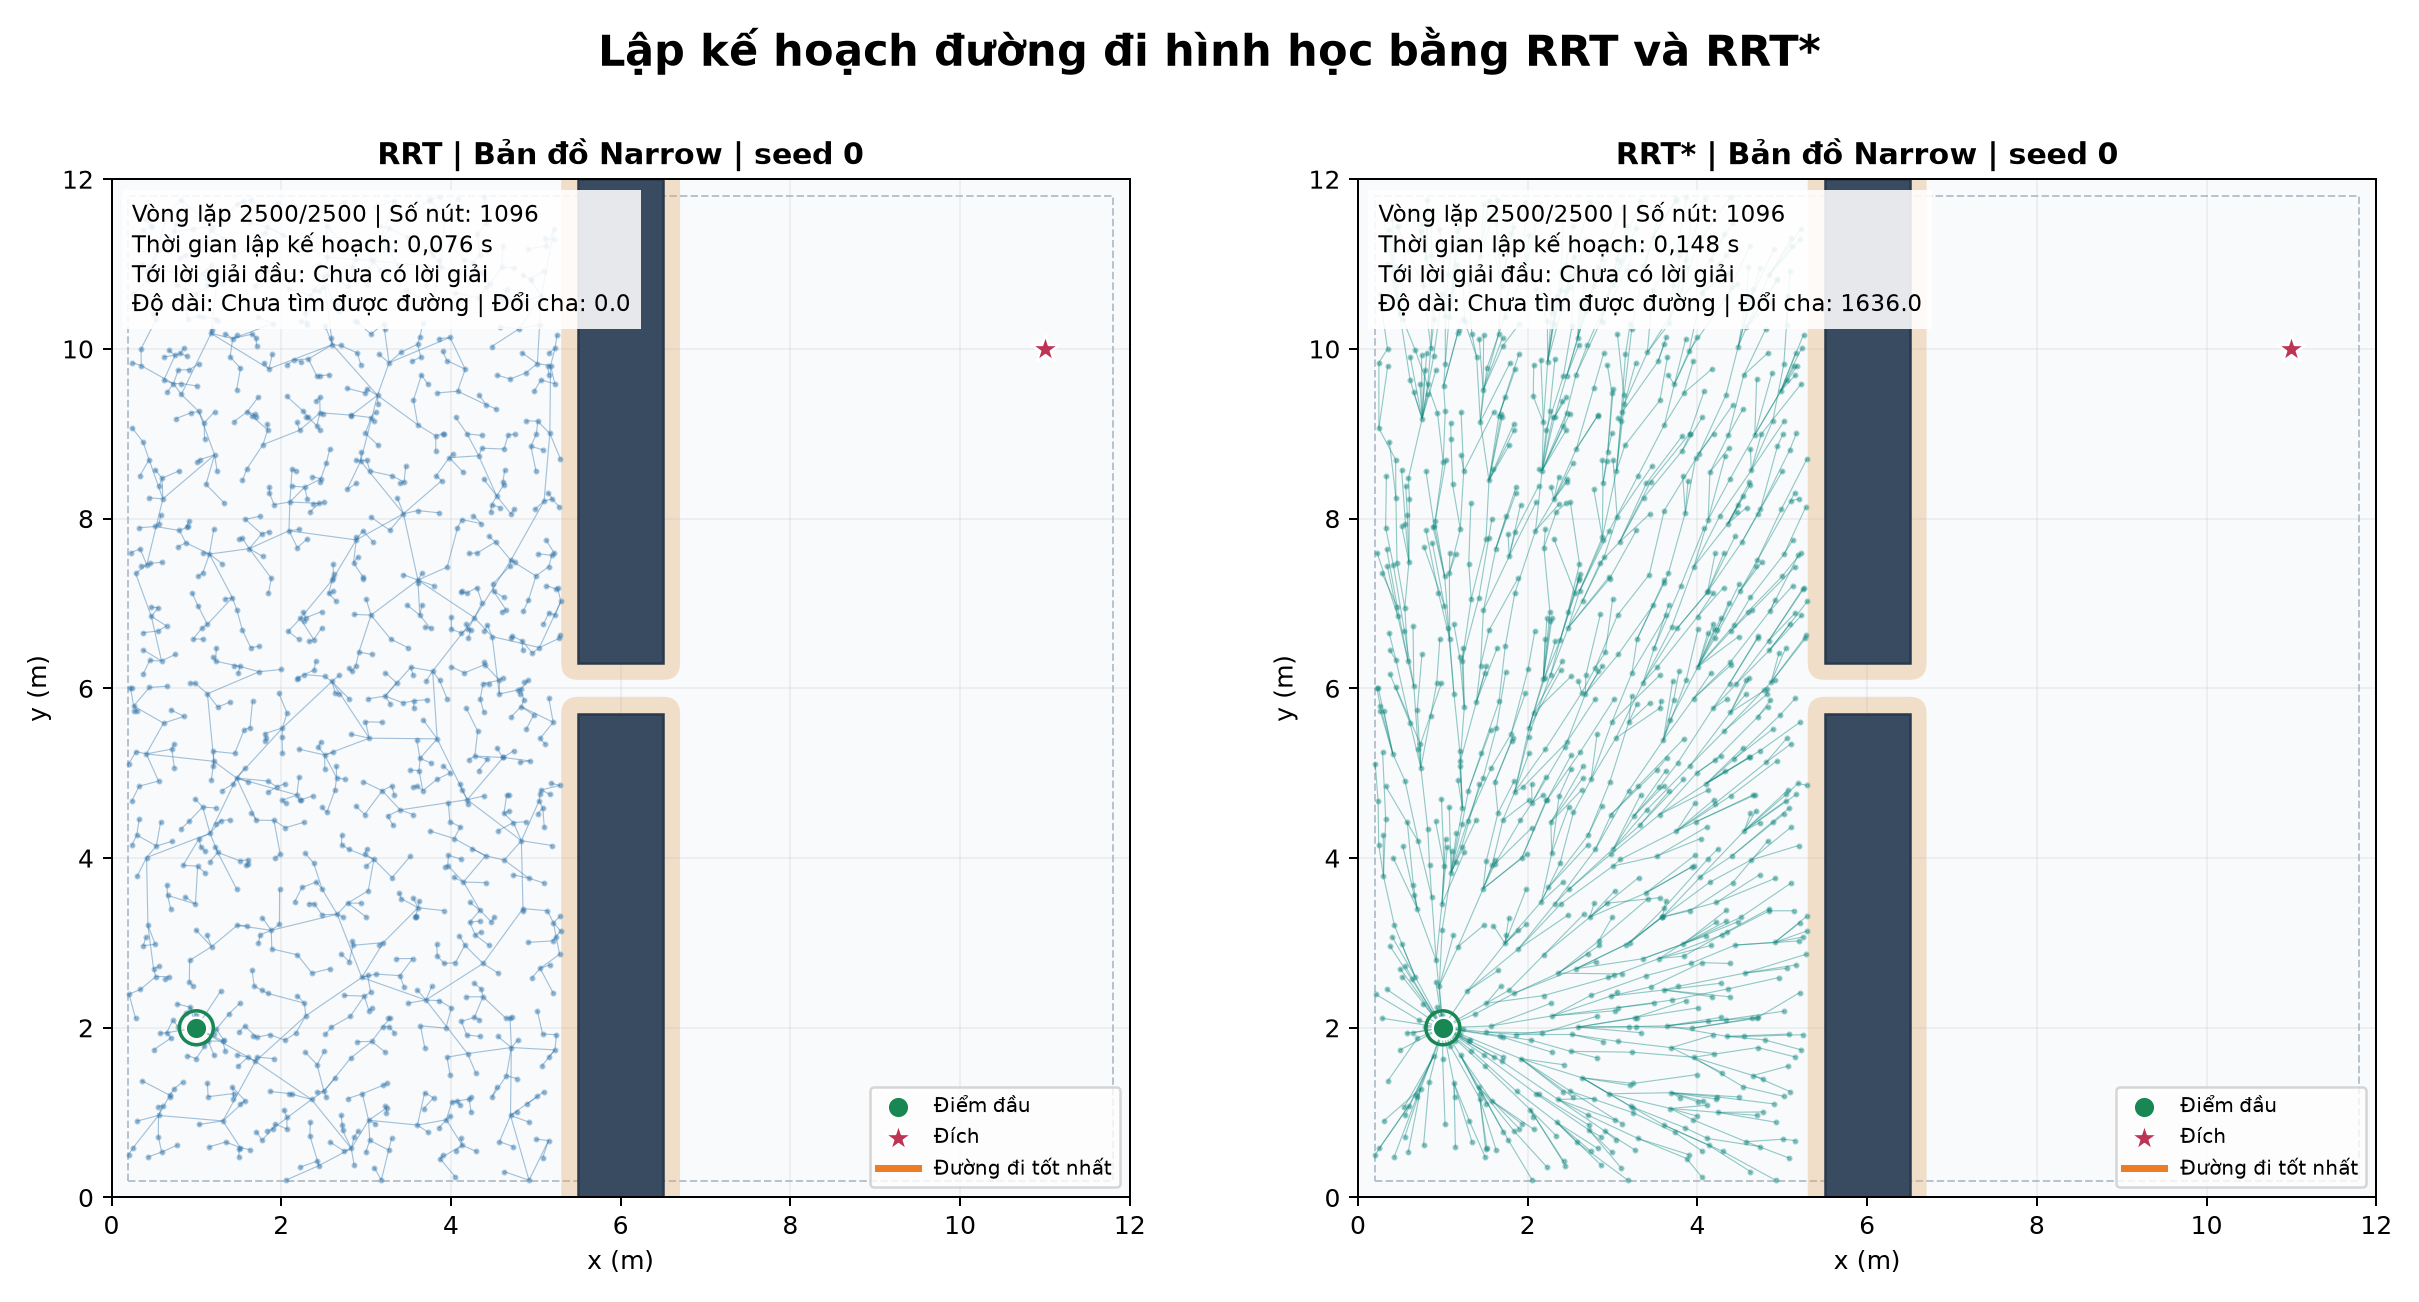 Lập kế hoạch đường đi hình học bằng RRT và RRT*
RRT | Bản đồ Narrow | seed 0
Vòng lặp 2500/2500 | Số nút: 1096
Thời gian lập kế hoạch: 0,076 s
Tới lời giải đầu: Chưa có lời giải
Độ dài: Chưa tìm được đường | Đổi cha: 0.0
12
10
8
6
4
2
0
y (m)
0 2 4 6 8 10 12
x (m)
Điểm đầu
Đích
Đường đi tốt nhất
RRT* | Bản đồ Narrow | seed 0
Vòng lặp 2500/2500 | Số nút: 1096
Thời gian lập kế hoạch: 0,148 s
Tới lời giải đầu: Chưa có lời giải
Độ dài: Chưa tìm được đường | Đổi cha: 1636.0
12
10
8
6
4
2
0
y (m)
0 2 4 6 8 10 12
x (m)
Điểm đầu
Đích
Đường đi tốt nhất